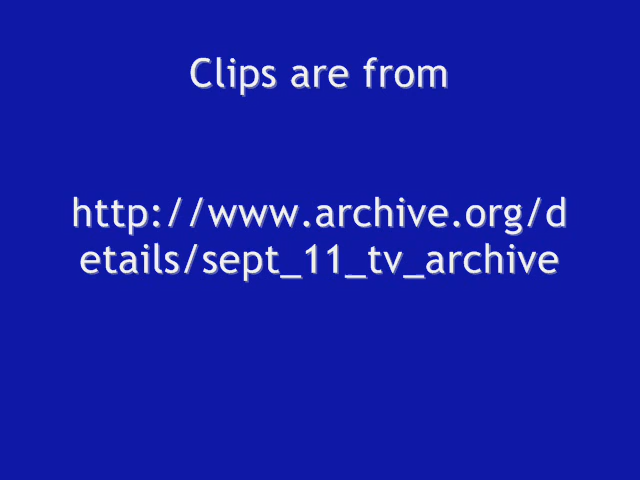 Clips are from
http://www.archive.org/d
etails/sept_11_tv_archive